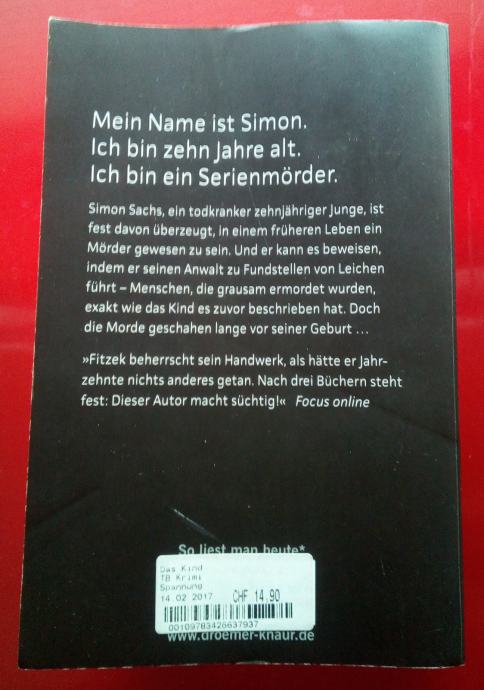 Mein Name ist Simon.
Ich bin zehn Jahre alt.
Ich bin ein Serienmörder.
Simon Sachs, ein todkranker zehnjähriger Junge, ist
fest davon überzeugt, in einem früheren Leben ein
Mörder gewesen zu sein. Und er kann es beweisen,
indem er seinen Anwalt zu Fundstellen von Leichen
führt – Menschen, die grausam ermordet wurden,
exakt wie das Kind es zuvor beschrieben hat. Doch
die Morde geschahen lange vor seiner Geburt ...
»Fitzek beherrscht sein Handwerk, als hätte er Jahr-
zehnte nichts anderes getan. Nach drei Büchern steht
fest: Dieser Autor macht süchtig!« Focus online
So liest man heute*
Das Kind
TB Krimi
Spannung
14.02.2017 CHF 14.90
00109783426637937
www.droemer-knaur.de